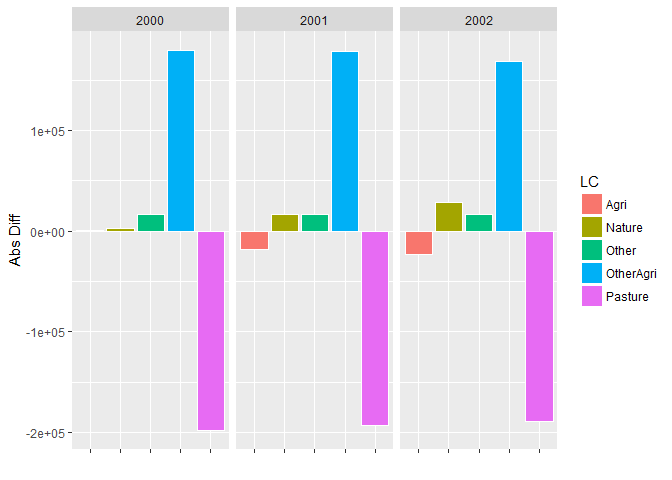 2000
2001
2002
1e+05
0e+00
-1e+05
-2e+05
Abs Diff
LC
Agri
Nature
Other
OtherAgri
Pasture